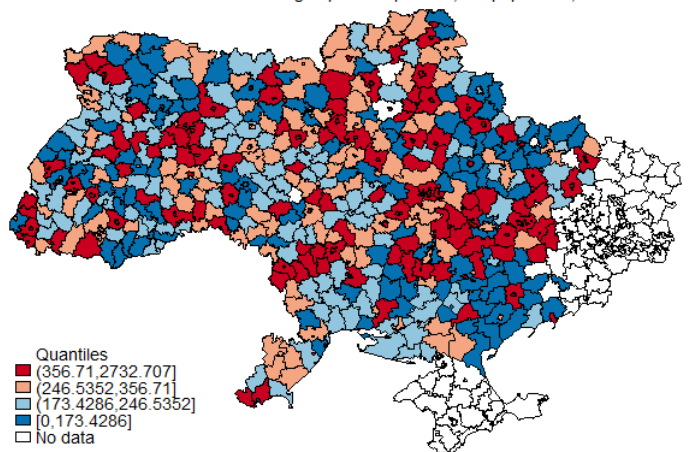 Quantiles
(356.71,2732.707]
(246.5352,356.71]
(173.4286,246.5352]
[0,173.4286]
No data